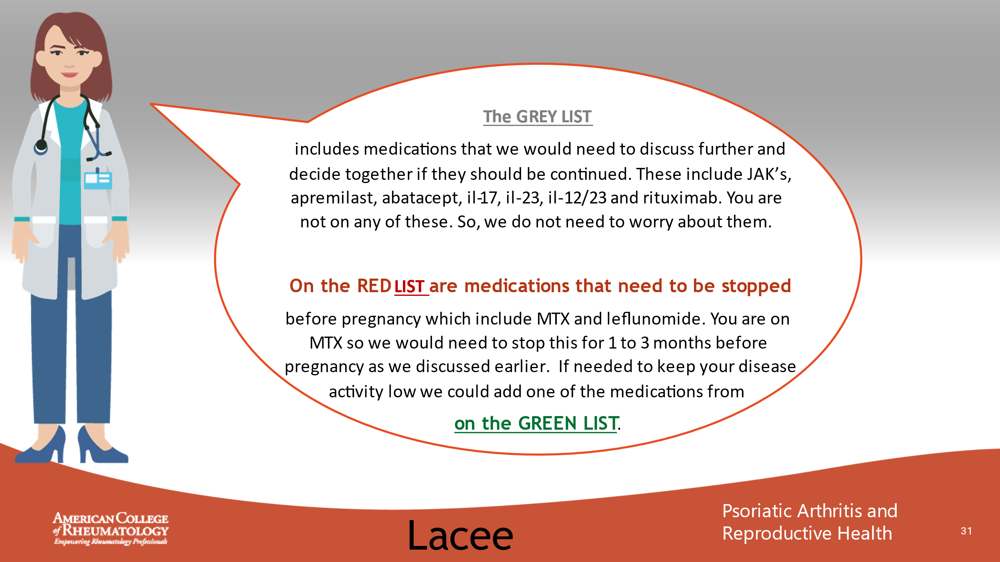 The GREY LIST
includes medications that we would need to discuss further and
decide together if they should be continued. These include JAK’s,
apremilast, abatacept, il-17, il-23, il-12/23 and rituximab. You are
not on any of these. So, we do not need to worry about them.
On the RED LIST are medications that need to be stopped
before pregnancy which include MTX and leflunomide. You are on
MTX so we would need to stop this for 1 to 3 months before
pregnancy as we discussed earlier.  If needed to keep your disease
activity low we could add one of the medications from
on the GREEN LIST.
AMERICAN COLLEGE
of RHEUMATOLOGY
Empowering Rheumatology Professionals
Lacee
Psoriatic Arthritis and
Reproductive Health
31